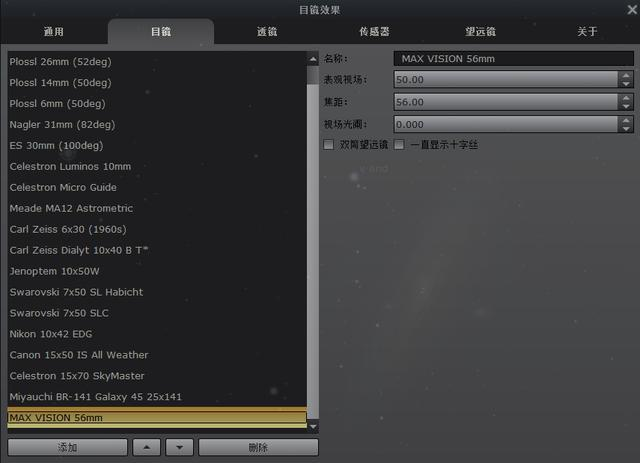 目镜效果
通用 目镜 透镜 传感器 望远镜 关于
Plossl 26mm (52deg)
Plossl 14mm (50deg)
Plossl 6mm (50deg)
Nagler 31mm (82deg)
ES 30mm (100deg)
Celestron Luminos 10mm
Celestron Micro Guide
Meade MA12 Astrometric
Carl Zeiss 6x30 (1960s)
Carl Zeiss Dialyt 10x40 B T*
Jenoptem 10x50W
Swarovski 7x50 SL Habicht
Swarovski 7x50 SLC
Nikon 10x42 EDG
Canon 15x50 IS All Weather
Celestron 15x70 SkyMaster
Miyauchi BR-141 Galaxy 45 25x141
MAX VISION 56mm
添加 删除
名称: MAX VISION 56mm
表观视场: 50.00
焦距: 56.00
视场光阑: 0.000
双筒望远镜 一直显示十字丝